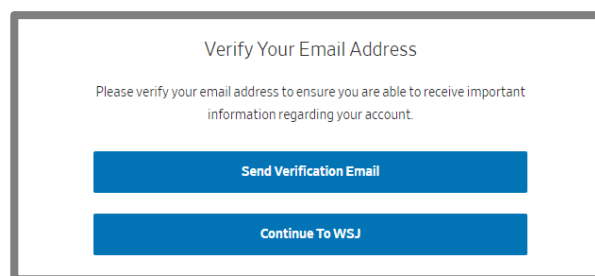 Verify Your Email Address
Please verify your email address to ensure you are able to receive important
information regarding your account.
Send Verification Email
Continue To WSJ